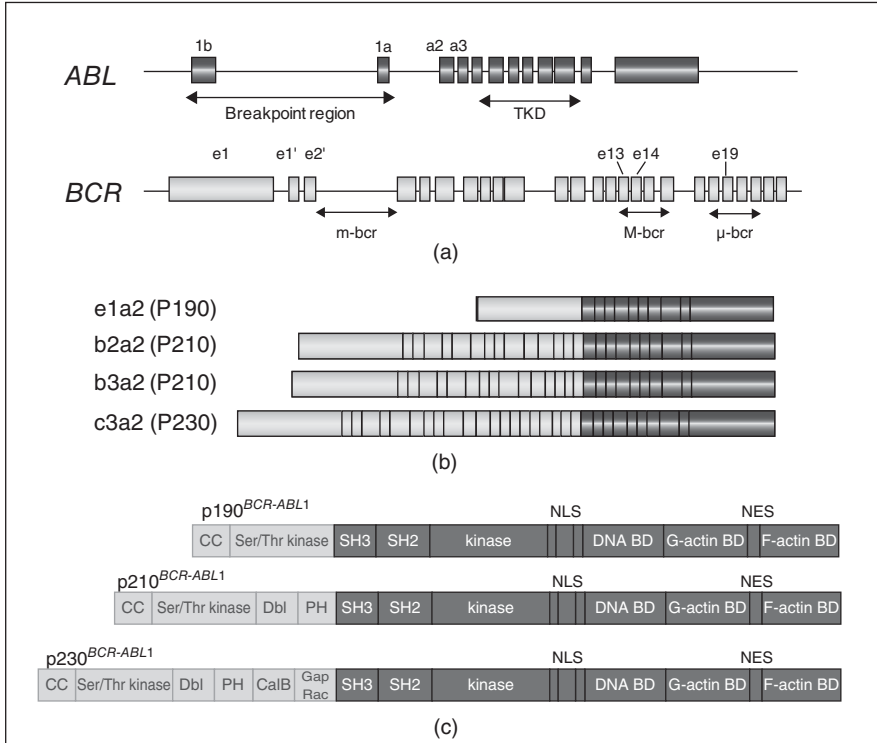 1b 1a a2 a3
ABL
Breakpoint region TKD
e1 e1' e2' e13 e14 e19
BCR
m-bcr M-bcr µ-bcr
(a)
e1a2 (P190)
b2a2 (P210)
b3a2 (P210)
c3a2 (P230)
(b)
p190BCR-ABL1 NLS NES
CC Ser/Thr kinase SH3 SH2 kinase DNA BD G-actin BD F-actin BD
p210BCR-ABL1 NLS NES
CC Ser/Thr kinase Dbl PH SH3 SH2 kinase DNA BD G-actin BD F-actin BD
p230BCR-ABL1 NLS NES
CC Ser/Thr kinase Dbl PH CalB Gap Rac SH3 SH2 kinase DNA BD G-actin BD F-actin BD
(c)